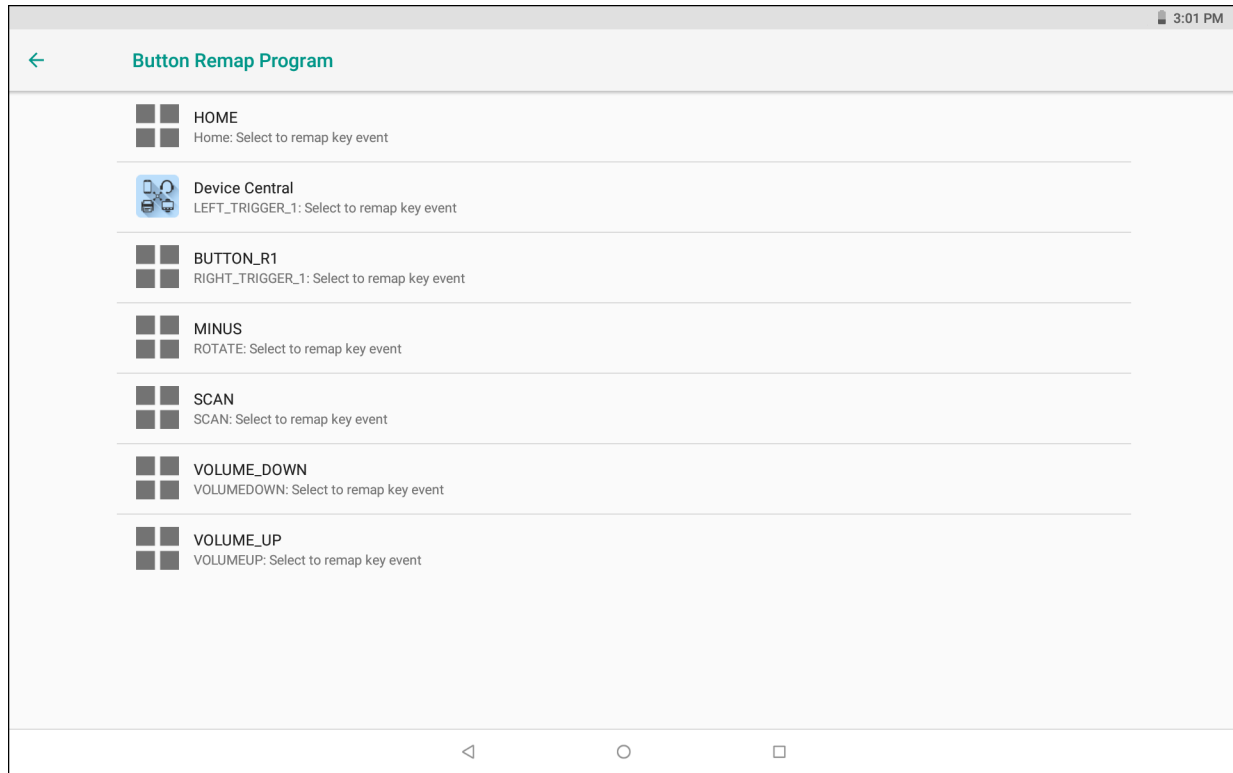 3:01 PM
Button Remap Program
HOME
Home: Select to remap key event
Device Central
LEFT_TRIGGER_1: Select to remap key event
BUTTON_R1
RIGHT_TRIGGER_1: Select to remap key event
MINUS
ROTATE: Select to remap key event
SCAN
SCAN: Select to remap key event
VOLUME_DOWN
VOLUMEDOWN: Select to remap key event
VOLUME_UP
VOLUMEUP: Select to remap key event